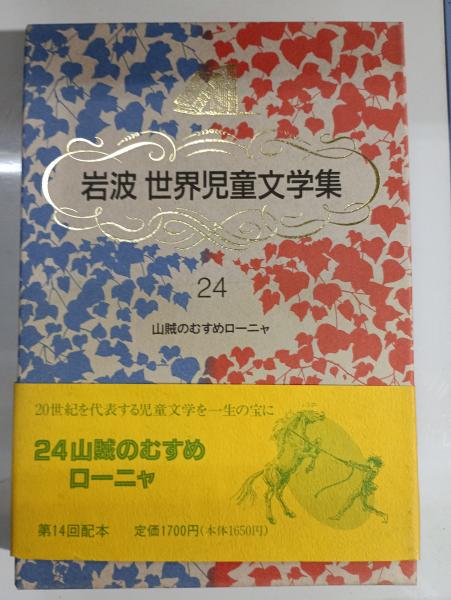 岩波 世界児童文学集
24
山賊のむすめローニャ
20世紀を代表する児童文学を一生の宝に
24山賊のむすめ
ローニャ
第14回配本 定価1700円(本体1650円)